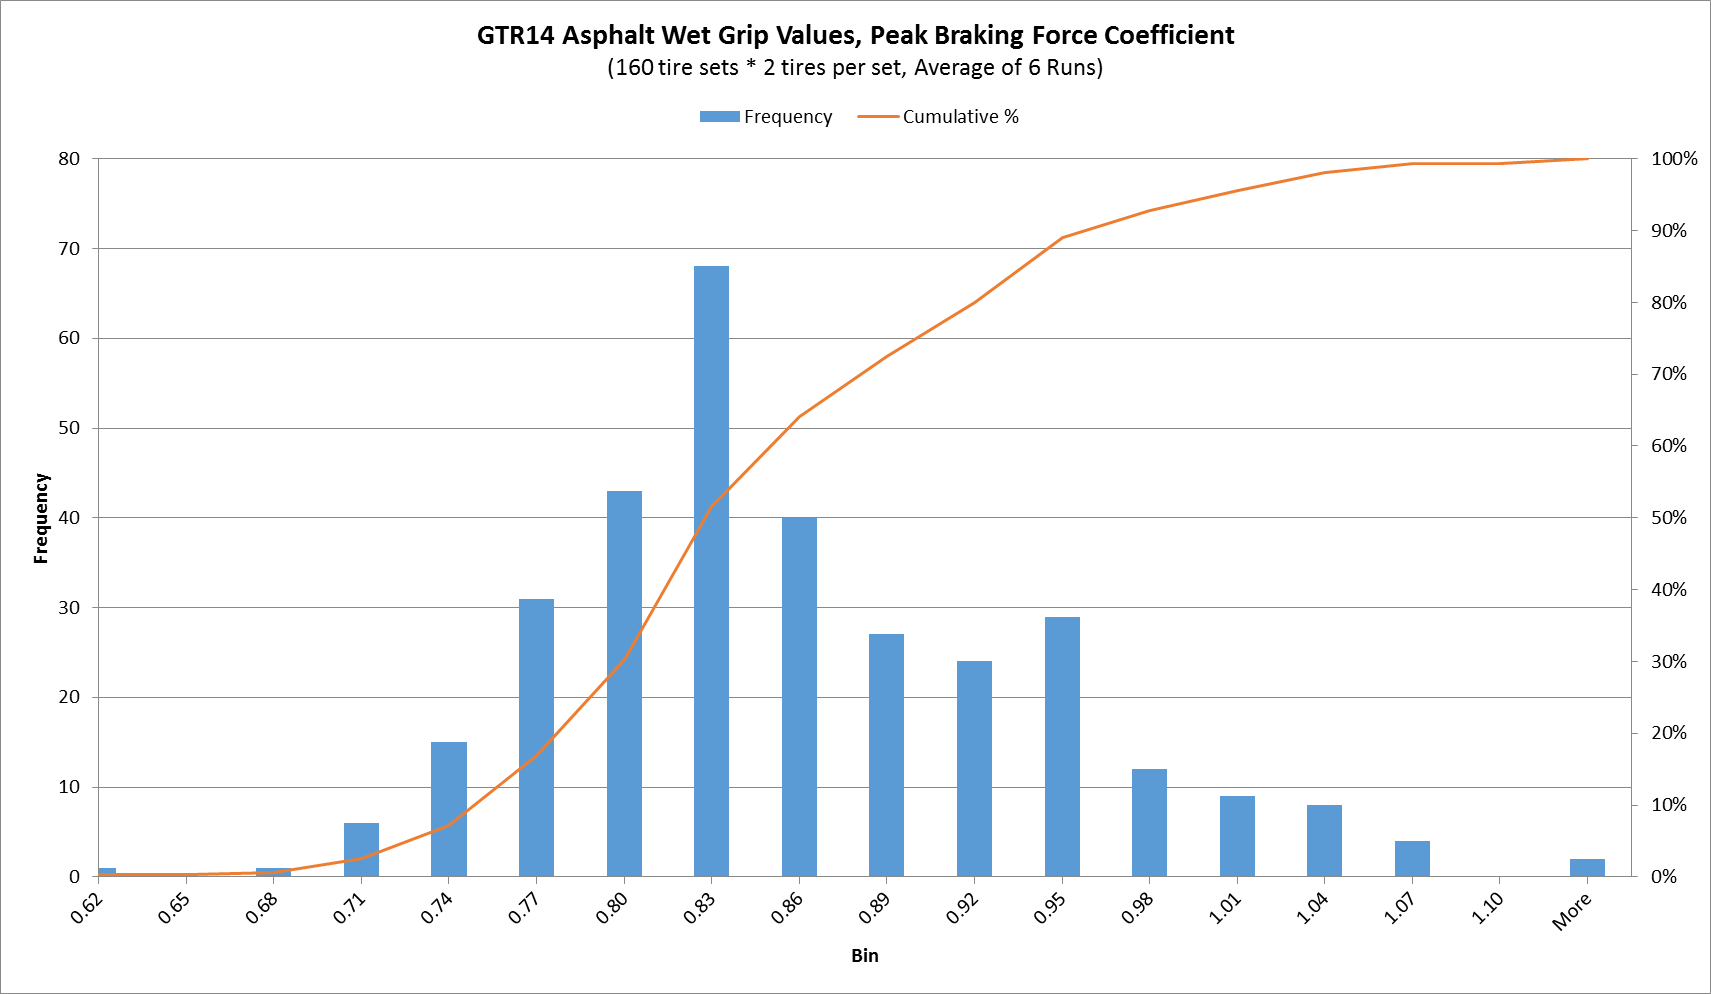 GTR14 Asphalt Wet Grip Values, Peak Braking Force Coefficient
(160 tire sets * 2 tires per set, Average of 6 Runs)
Frequency Cumulative %
80 100%
90%
70
80%
60
70%
50
60%
40 50%
40%
30
30%
20
20%
10
10%
0 0%
Frequency
0.62 0.65 0.68 0.71 0.74 0.77 0.80 0.83 0.86 0.89 0.92 0.95 0.98 1.01 1.04 1.07 1.10 More
Bin